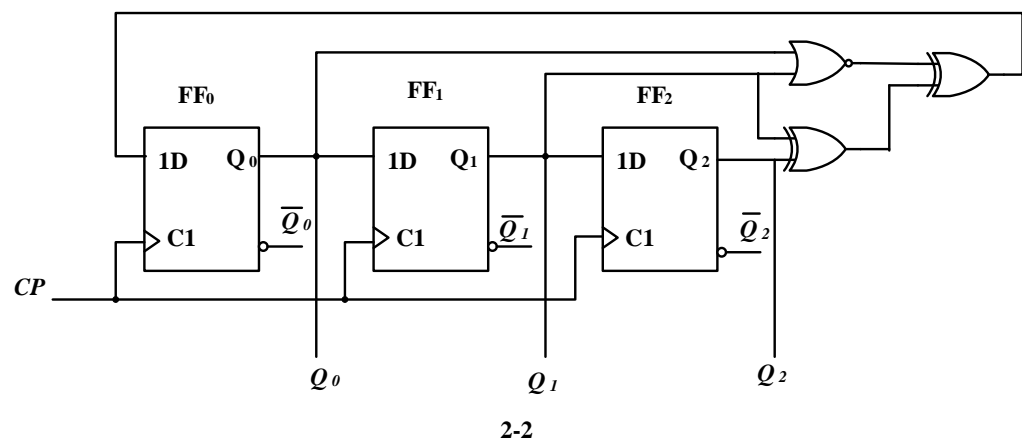 FF₀
FF₁
FF₂
1D Q₀
1D Q₁
1D Q₂
Q̅₀
Q̅₁
Q̅₂
C1
C1
C1
CP
Q₀
Q₁
Q₂
2-2